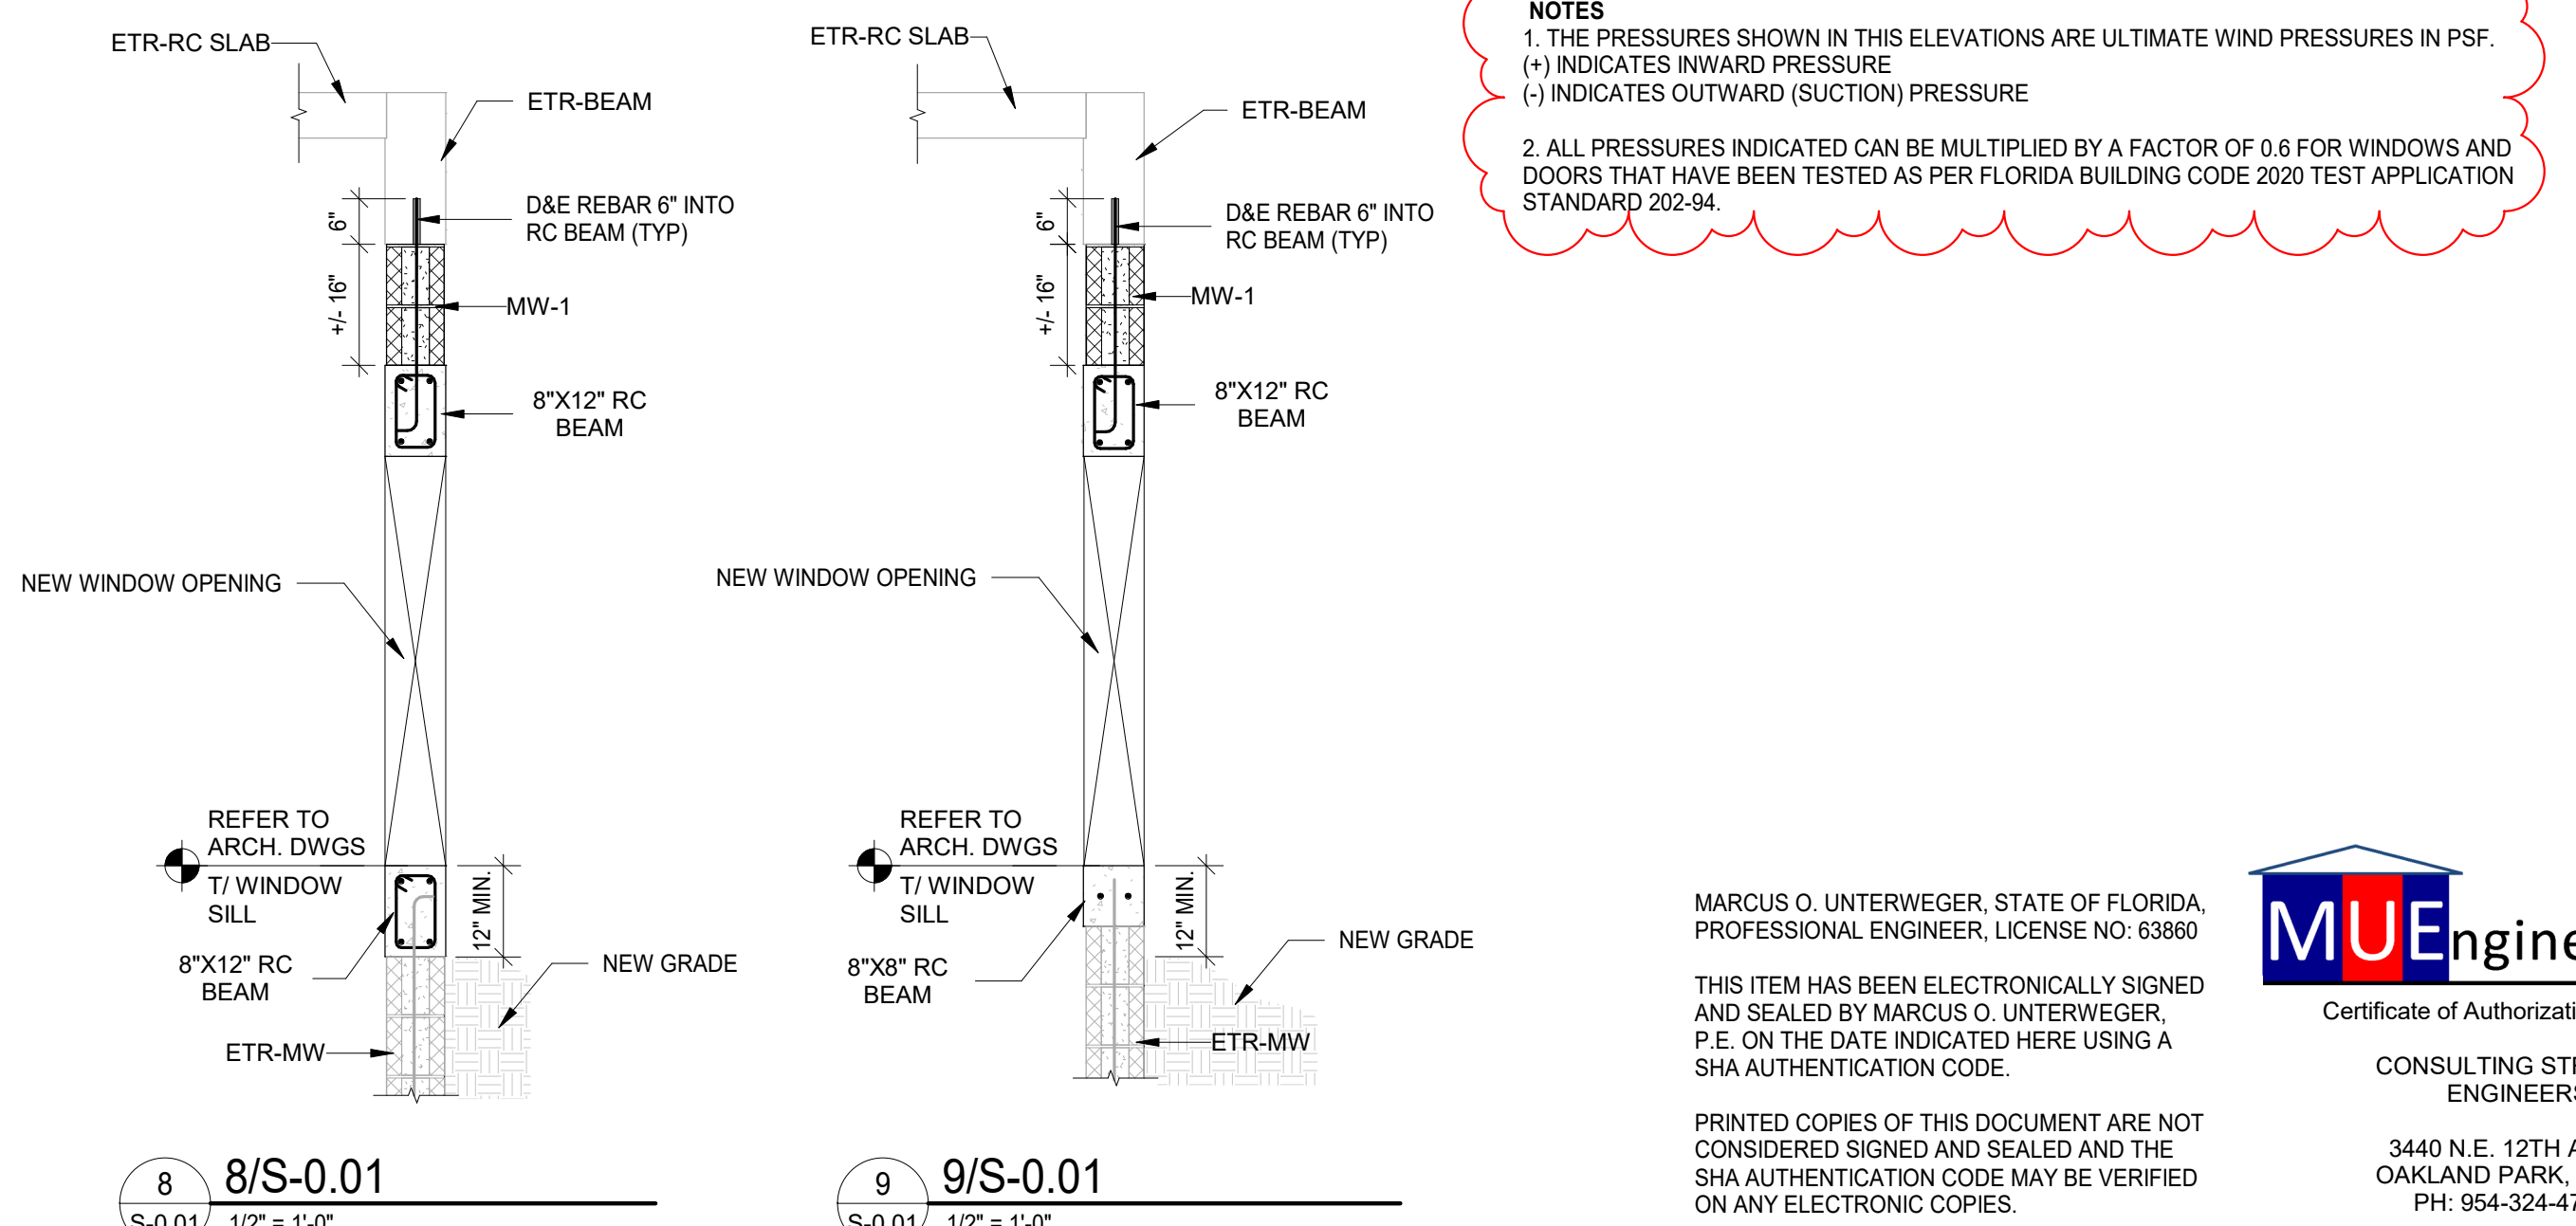 ETR-RC SLAB
ETR-BEAM
6"
D&E REBAR 6" INTO
RC BEAM (TYP)
+/- 16"
MW-1
8"X12" RC
BEAM
NEW WINDOW OPENING
REFER TO
ARCH. DWGS
T/ WINDOW
SILL
12" MIN.
8"X12" RC
BEAM
NEW GRADE
ETR-MW
8
S-0.01
8/S-0.01
1/2" = 1'-0"
ETR-RC SLAB
ETR-BEAM
6"
D&E REBAR 6" INTO
RC BEAM (TYP)
+/- 16"
MW-1
8"X12" RC
BEAM
NEW WINDOW OPENING
REFER TO
ARCH. DWGS
T/ WINDOW
SILL
12" MIN.
8"X8" RC
BEAM
NEW GRADE
ETR-MW
9
S-0.01
9/S-0.01
1/2" = 1'-0"
NOTES
1. THE PRESSURES SHOWN IN THIS ELEVATIONS ARE ULTIMATE WIND PRESSURES IN PSF.
(+) INDICATES INWARD PRESSURE
(-) INDICATES OUTWARD (SUCTION) PRESSURE
2. ALL PRESSURES INDICATED CAN BE MULTIPLIED BY A FACTOR OF 0.6 FOR WINDOWS AND
DOORS THAT HAVE BEEN TESTED AS PER FLORIDA BUILDING CODE 2020 TEST APPLICATION
STANDARD 202-94.
MARCUS O. UNTERWEGER, STATE OF FLORIDA,
PROFESSIONAL ENGINEER, LICENSE NO: 63860
THIS ITEM HAS BEEN ELECTRONICALLY SIGNED
AND SEALED BY MARCUS O. UNTERWEGER,
P.E. ON THE DATE INDICATED HERE USING A
SHA AUTHENTICATION CODE.
PRINTED COPIES OF THIS DOCUMENT ARE NOT
CONSIDERED SIGNED AND SEALED AND THE
SHA AUTHENTICATION CODE MAY BE VERIFIED
ON ANY ELECTRONIC COPIES.
MUEngine
Certificate of Authorizati
CONSULTING STR
ENGINEERS
3440 N.E. 12TH A
OAKLAND PARK,
PH: 954-324-47